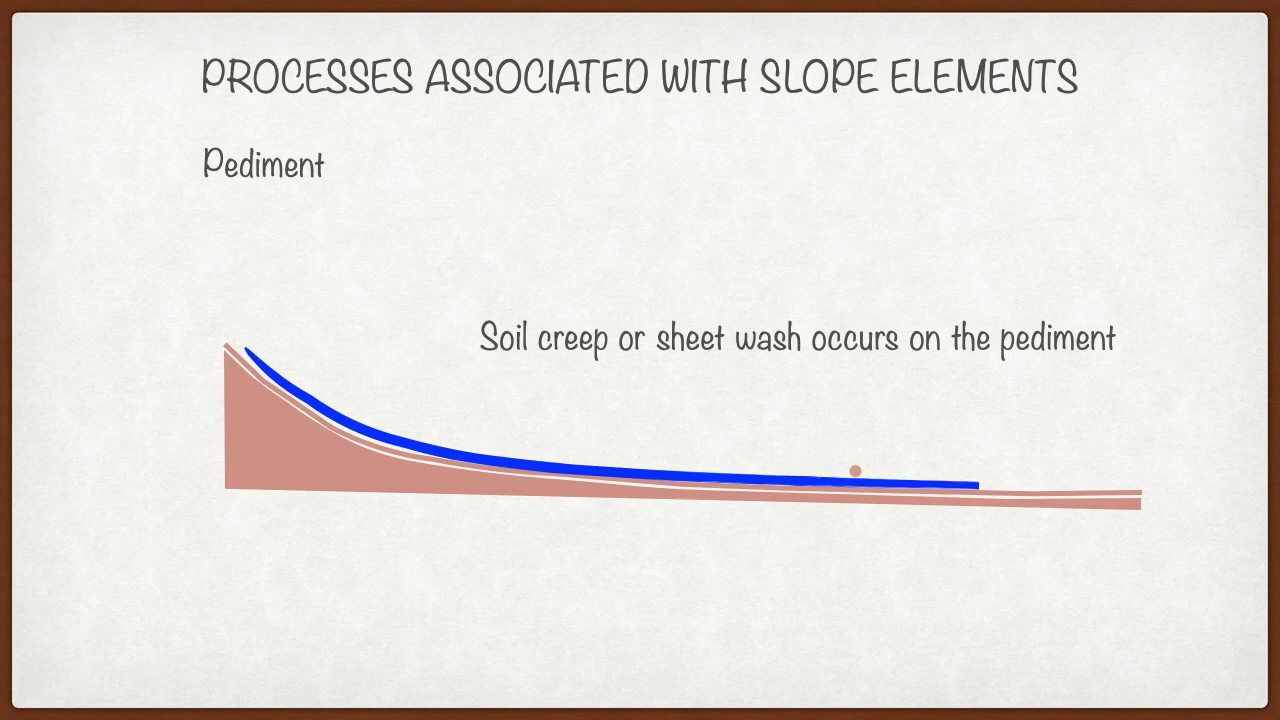 PROCESSES ASSOCIATED WITH SLOPE ELEMENTS
Pediment
Soil creep or sheet wash occurs on the pediment